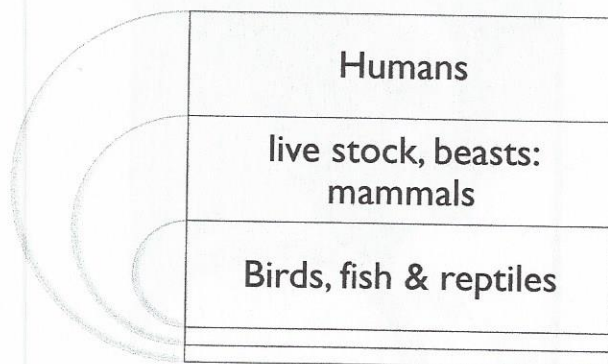 Humans
live stock, beasts:
mammals
Birds, fish & reptiles